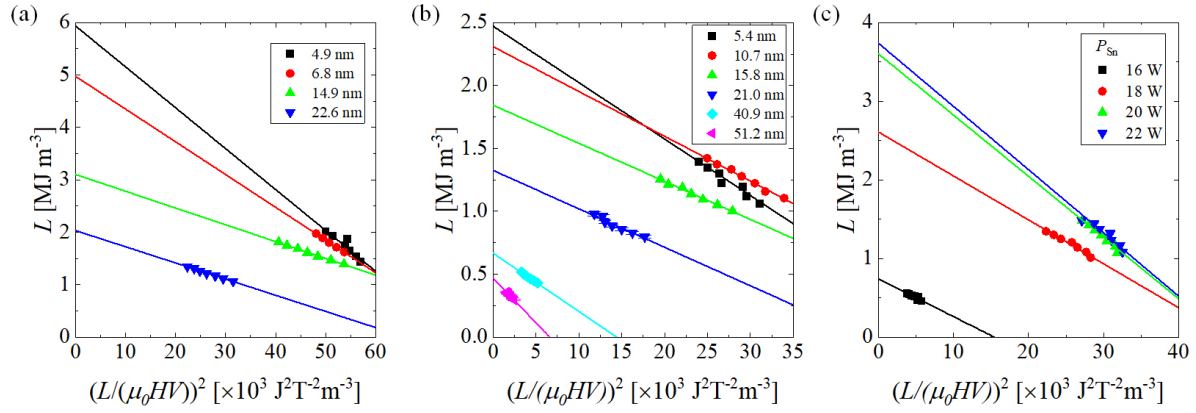 (a)
6
5
4
3
2
1
0
L [MJ m⁻³]
4.9 nm
6.8 nm
14.9 nm
22.6 nm
0 10 20 30 40 50 60
(L/(μ₀HV))² [×10³ J²T⁻²m⁻³]
(b)
2.5
2.0
1.5
1.0
0.5
0.0
L [MJ m⁻³]
5.4 nm
10.7 nm
15.8 nm
21.0 nm
40.9 nm
51.2 nm
0 5 10 15 20 25 30 35
(L/(μ₀HV))² [×10³ J²T⁻²m⁻³]
(c)
4
3
2
1
0
L [MJ m⁻³]
P_Sn
16 W
18 W
20 W
22 W
0 10 20 30 40
(L/(μ₀HV))² [×10³ J²T⁻²m⁻³]